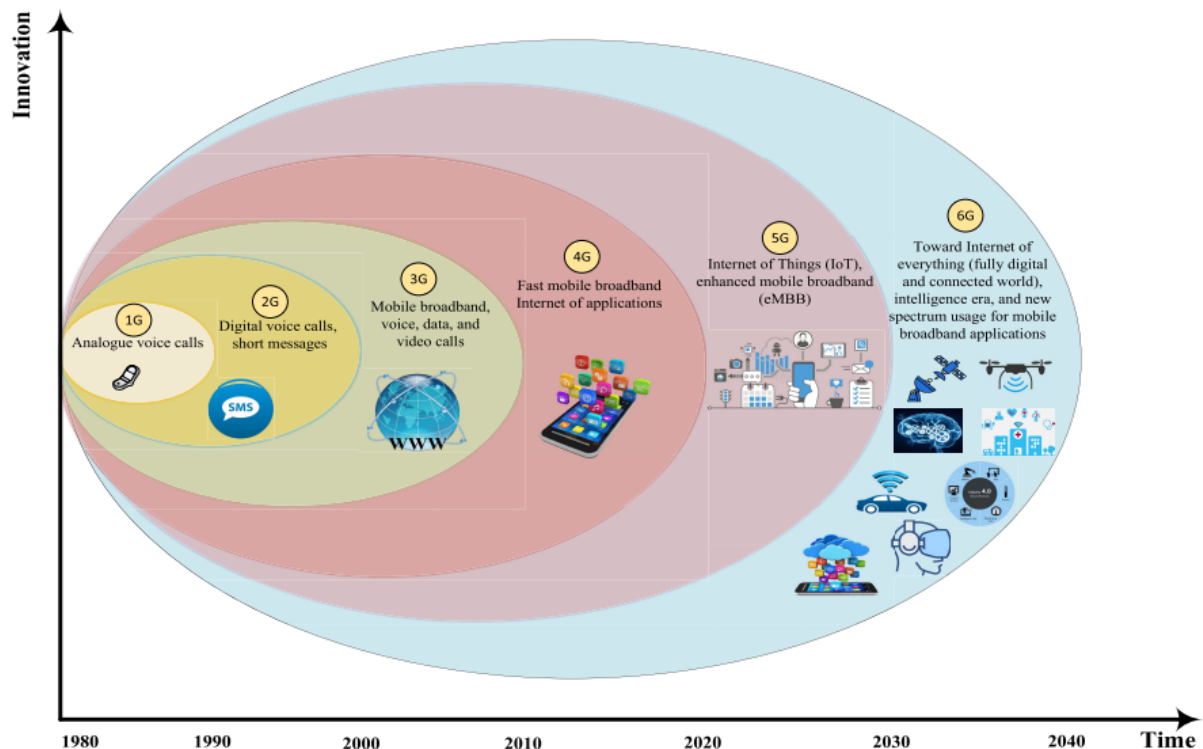 Innovation
1G
Analogue voice calls
2G
Digital voice calls,
short messages
SMS
3G
Mobile broadband,
voice, data, and
video calls
WWW
4G
Fast mobile broadband
Internet of applications
5G
Internet of Things (IoT),
enhanced mobile broadband
(eMBB)
6G
Toward Internet of
everything (fully digital
and connected world),
intelligence era, and new
spectrum usage for mobile
broadband applications
4.0
1980
1990
2000
2010
2020
2030
2040
Time